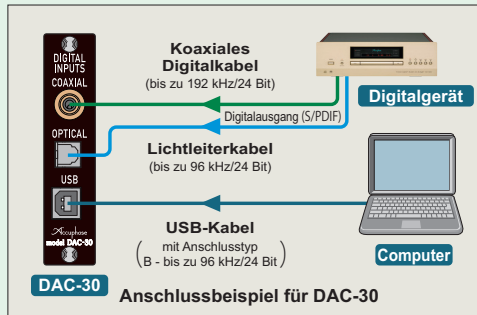 DIGITAL
INPUTS
COAXIAL
OPTICAL
USB
Accuphase
model DAC-30
DAC-30
Koaxiales
Digitalkabel
(bis zu 192 kHz/24 Bit)
Digitalausgang (S/PDIF)
Lichtleiterkabel
(bis zu 96 kHz/24 Bit)
USB-Kabel
(mit Anschlusstyp
B - bis zu 96 kHz/24 Bit)
Digitalgerät
Computer
Anschlussbeispiel für DAC-30